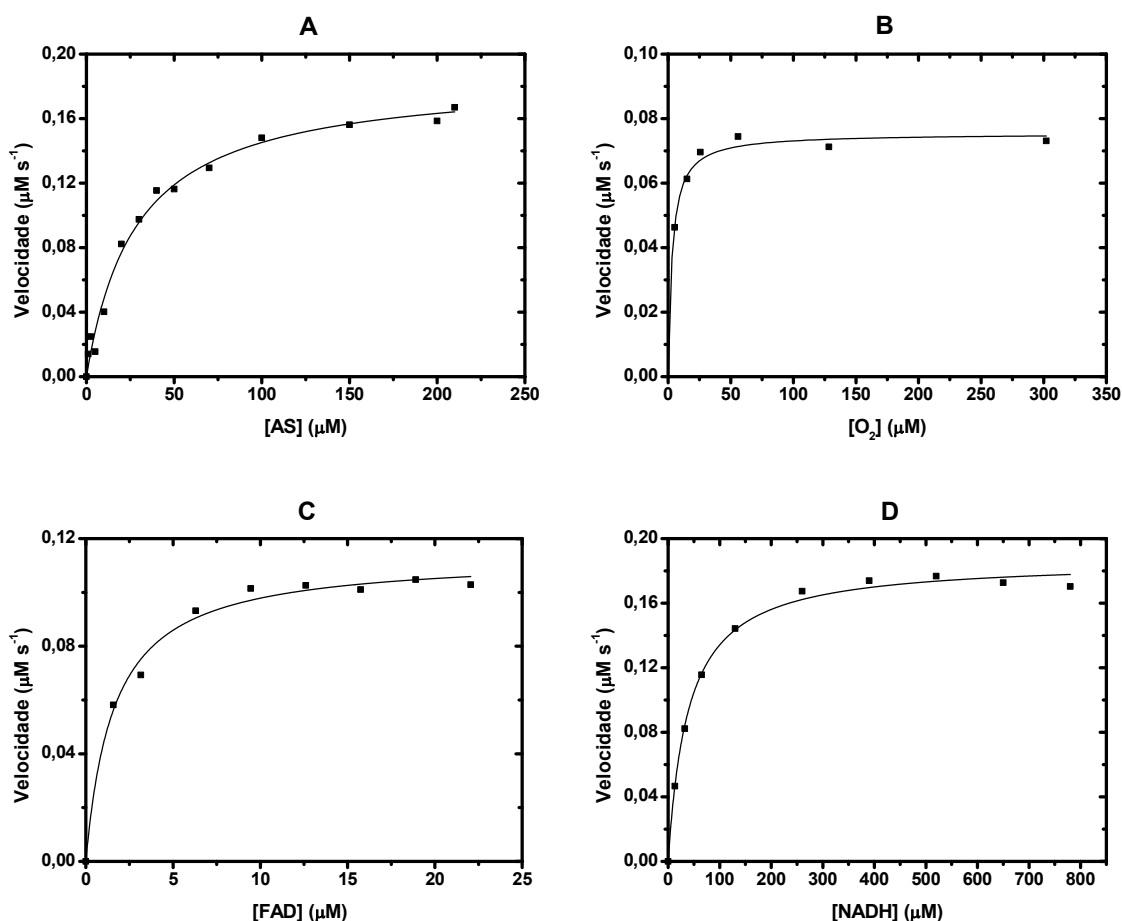 A
0,20
0,16
0,12
0,08
0,04
0,00
Velocidade (μM s⁻¹)
0 50 100 150 200 250
[AS] (μM)
B
0,10
0,08
0,06
0,04
0,02
0,00
Velocidade (μM s⁻¹)
0 50 100 150 200 250 300 350
[O₂] (μM)
C
0,12
0,08
0,04
0,00
Velocidade (μM s⁻¹)
0 5 10 15 20 25
[FAD] (μM)
D
0,20
0,16
0,12
0,08
0,04
0,00
Velocidade (μM s⁻¹)
0 100 200 300 400 500 600 700 800
[NADH] (μM)